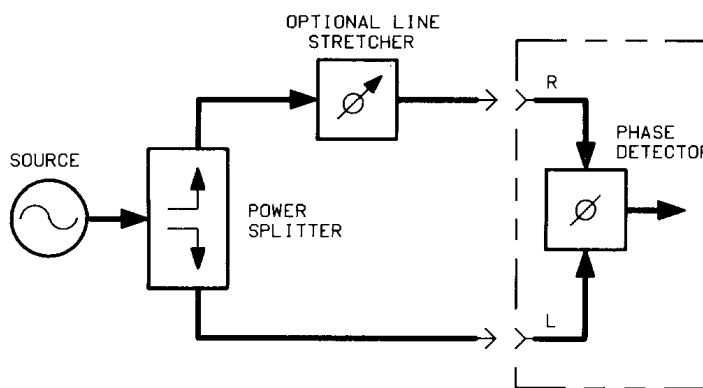 OPTIONAL LINE
STRETCHER
R
PHASE
DETECTOR
SOURCE
POWER
SPLITTER
L